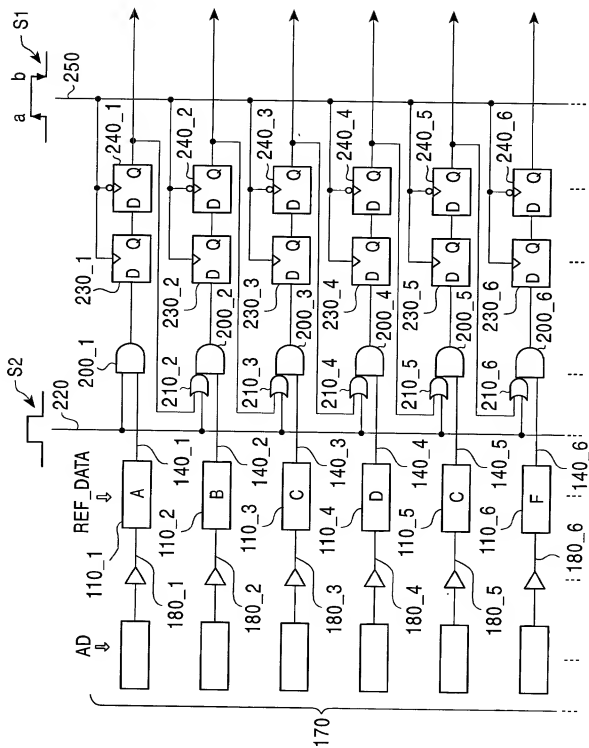 S2
a b
S1
220
250
AD
REF_DATA
110_1
200_1
230_1
240_1
A
D Q
D Q
180_1
140_1
110_2
210_2
230_2
240_2
B
D Q
D Q
180_2
140_2
200_2
110_3
210_3
230_3
240_3
C
D Q
D Q
180_3
140_3
200_3
170
110_4
210_4
230_4
240_4
D
D Q
D Q
180_4
140_4
200_4
110_5
210_5
230_5
240_5
C
D Q
D Q
180_5
140_5
200_5
110_6
210_6
230_6
240_6
F
D Q
D Q
180_6
140_6
200_6